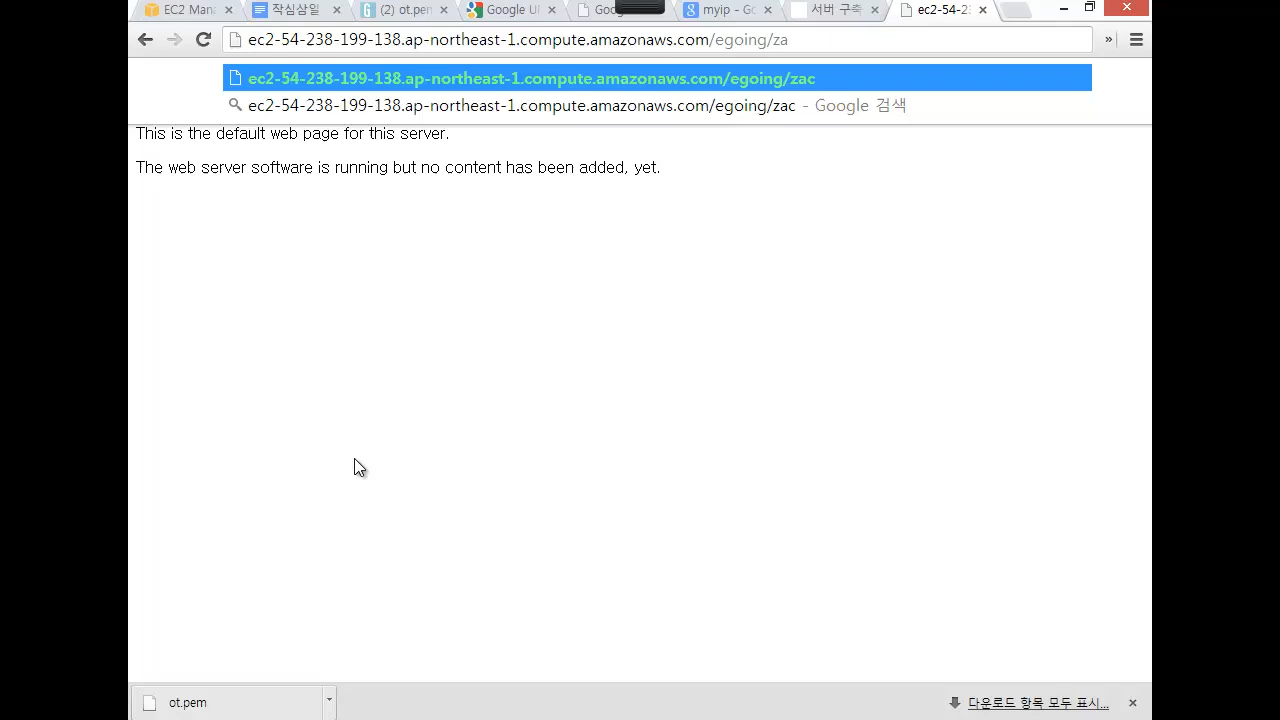 EC2 Mana
작심삼일
(2) ot.pem
Google UR
Goog
myip - Go
서버 구축
ec2-54-23
ec2-54-238-199-138.ap-northeast-1.compute.amazonaws.com/egoing/za
»
ec2-54-238-199-138.ap-northeast-1.compute.amazonaws.com/egoing/zac
ec2-54-238-199-138.ap-northeast-1.compute.amazonaws.com/egoing/zac - Google 검색
This is the default web page for this server.
The web server software is running but no content has been added, yet.
ot.pem
다운로드 항목 모두 표시...